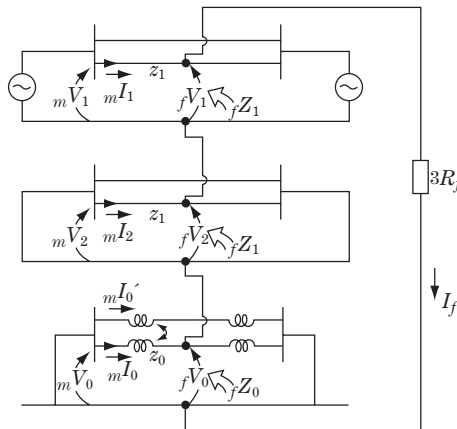 z₁
ₘV₁ ₘI₁ fV₁ fZ₁
z₁
ₘV₂ ₘI₂ fV₂ fZ₁
3Rf
If
ₘI₀´
z₀
ₘV₀ ₘI₀ fV₀ fZ₀